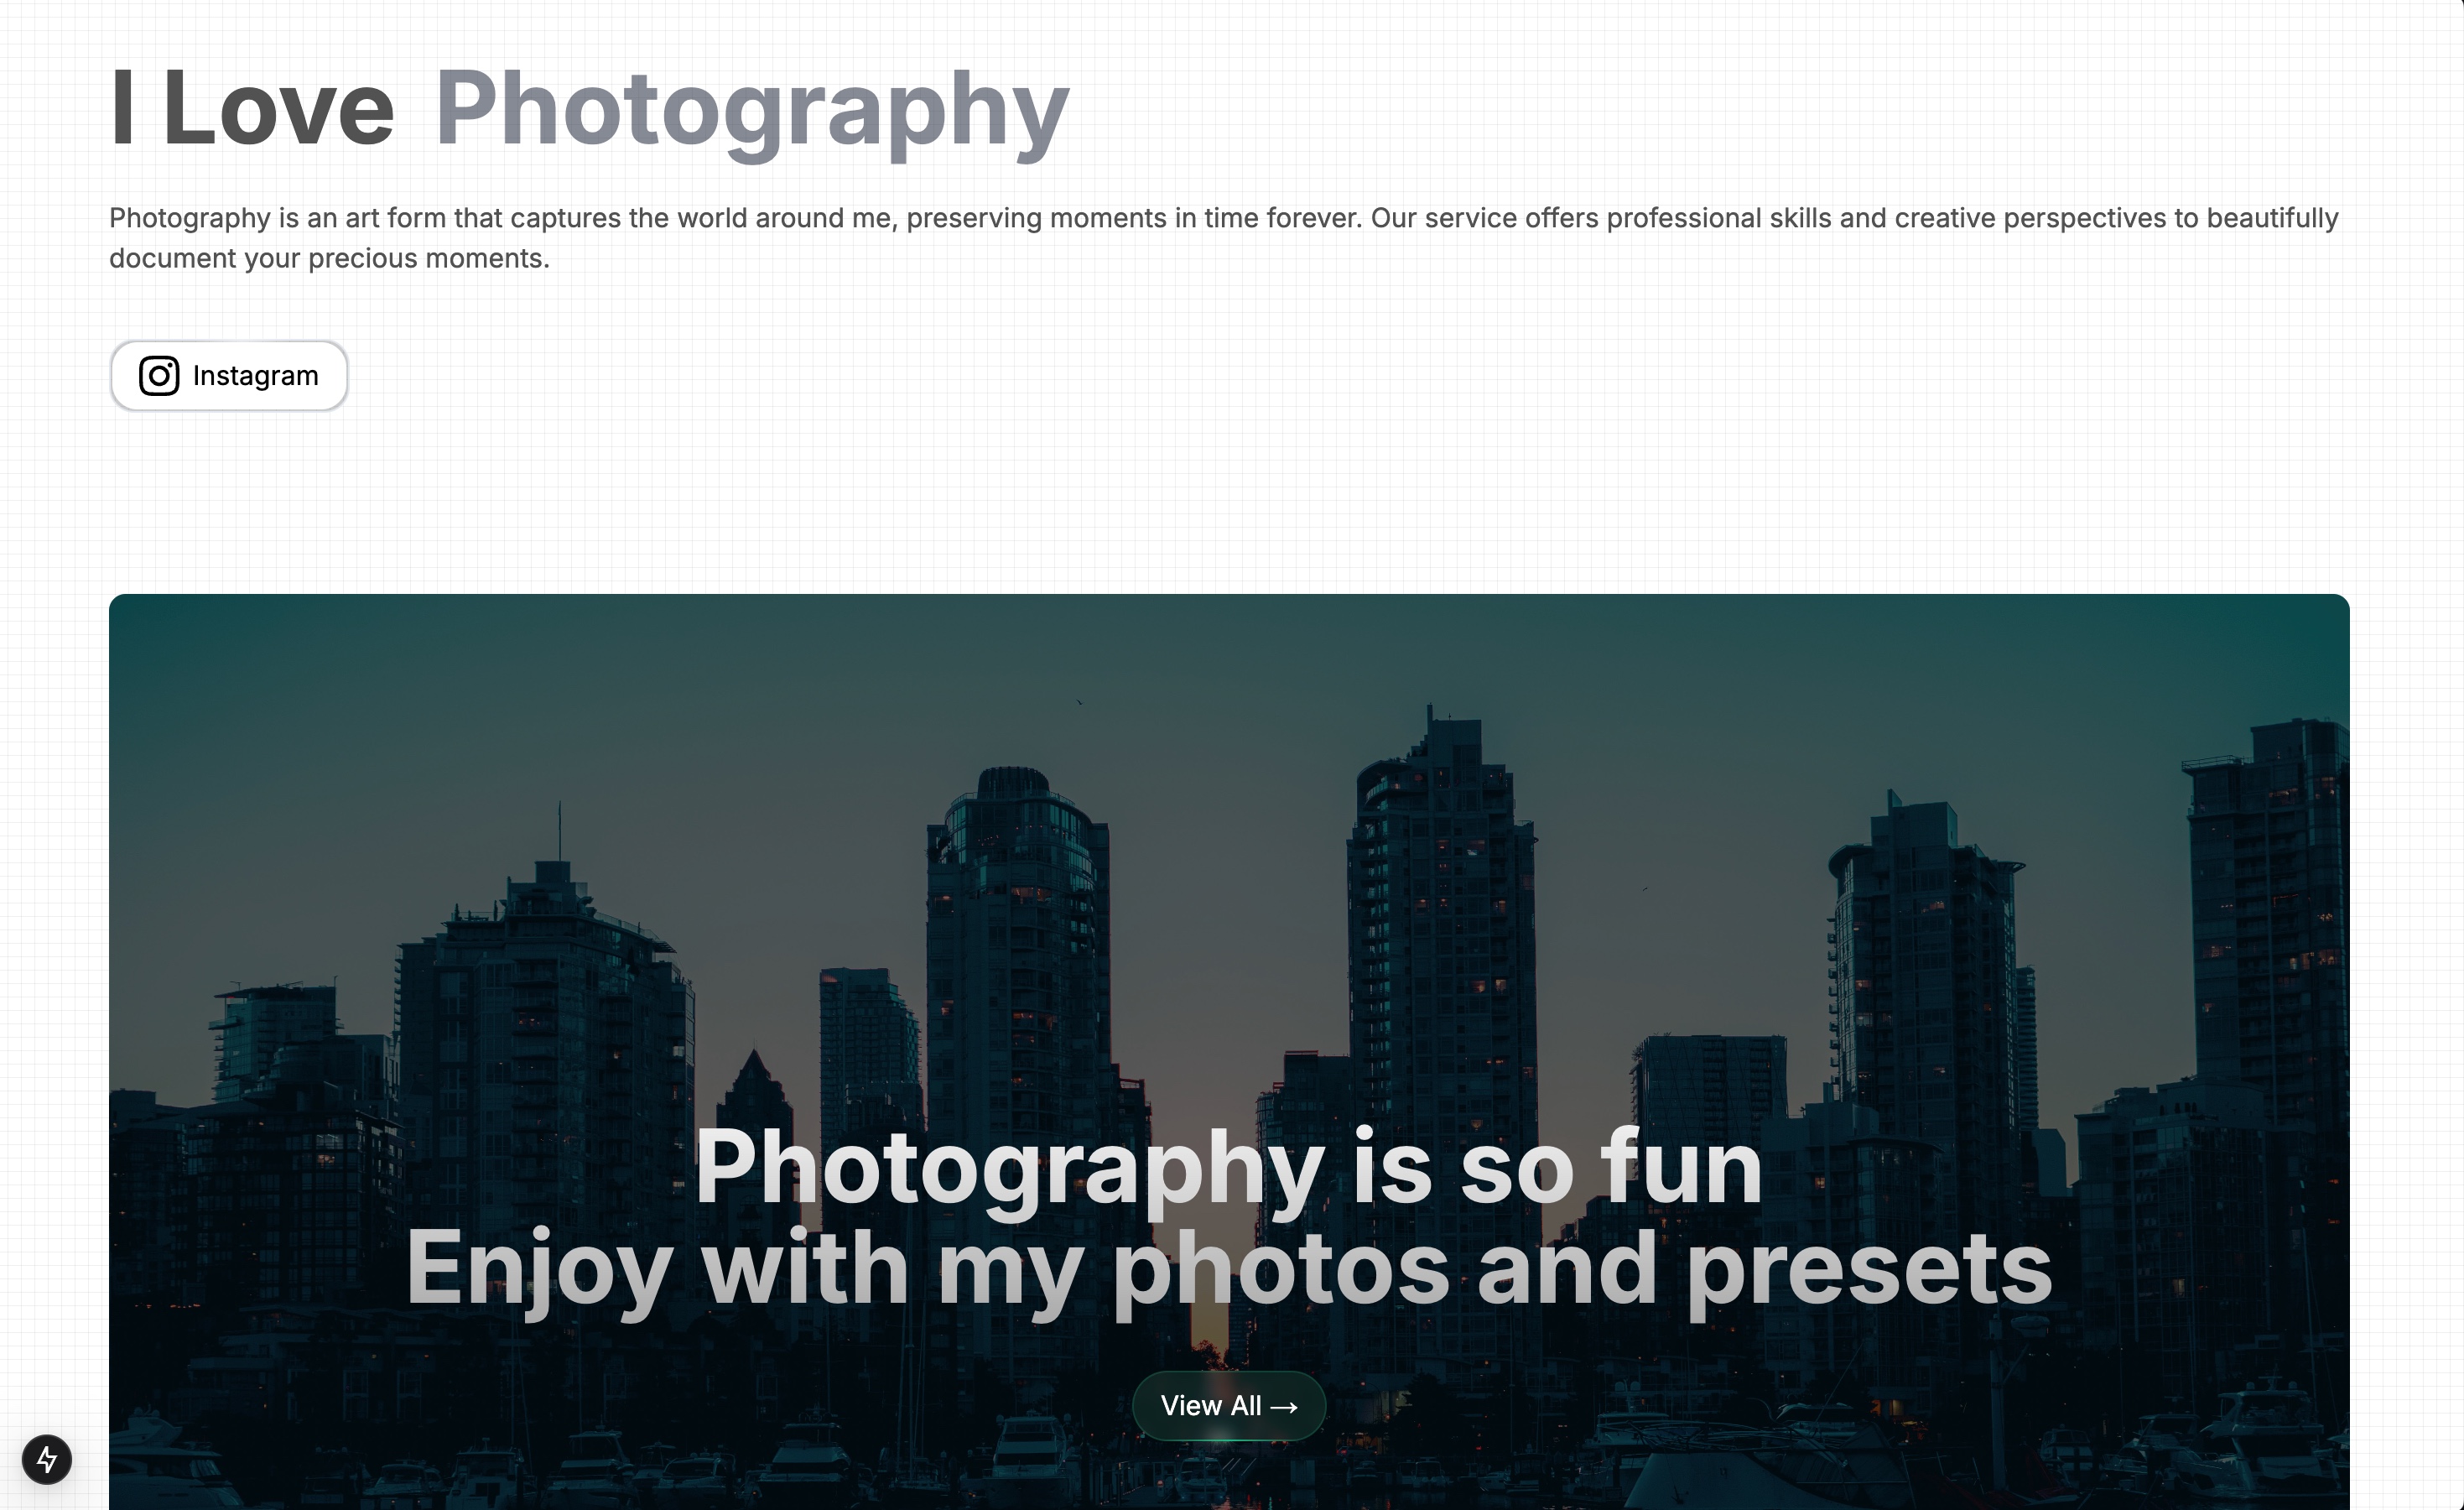 I Love Photography
Photography is an art form that captures the world around me, preserving moments in time forever. Our service offers professional skills and creative perspectives to beautifully
document your precious moments.
Instagram
Photography is so fun
Enjoy with my photos and presets
View All →